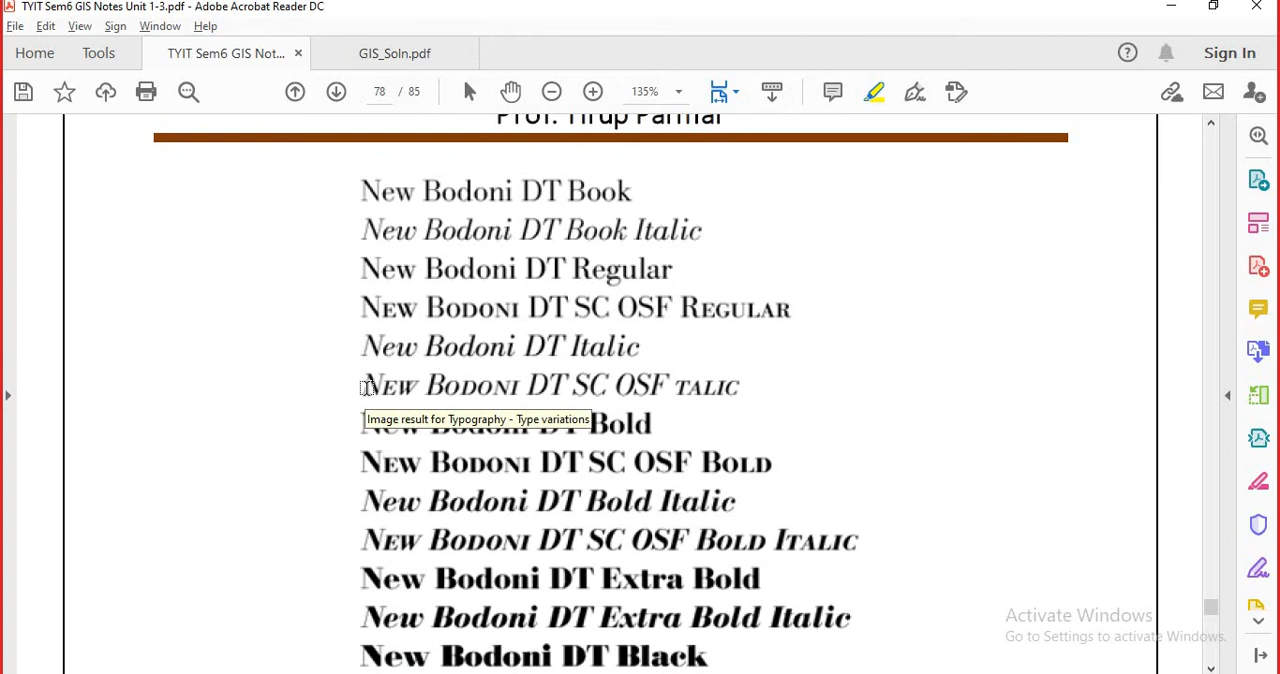 TYIT Sem6 GIS Notes Unit 1-3.pdf - Adobe Acrobat Reader DC
File Edit View Sign Window Help
Home Tools TYIT Sem6 GIS Not... × GIS_Soln.pdf Sign In
78 / 85 135%
New Bodoni DT Book
New Bodoni DT Book Italic
New Bodoni DT Regular
New Bodoni DT SC OSF Regular
New Bodoni DT Italic
New Bodoni DT SC OSF talic
Image result for Typography - Type variations
New Bodoni DT Bold
New Bodoni DT SC OSF Bold
New Bodoni DT Bold Italic
New Bodoni DT SC OSF Bold Italic
New Bodoni DT Extra Bold
New Bodoni DT Extra Bold Italic
New Bodoni DT Black
Activate Windows
Go to Settings to activate Windows.